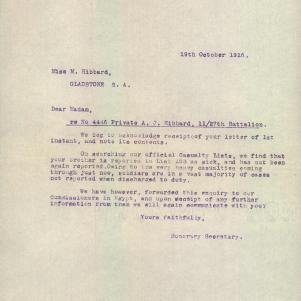 19th October 1916.
Miss M. Hibbard,
GLADSTONE S. A.
Dear Madam,
re No 4446 Private A. J. Hibbard, 11/27th Battalion.
We beg to acknowledge receipt of your letter of 1st
instant, and note its contents.
On searching our official Casualty Lists, we find that
your brother is reported in List 183 as sick, and has not been
again reported. Owing to the very many casualties coming
through just now, soldiers are in a vast majority of cases
not reported when discharged to duty.
We have however, forwarded this enquiry to our
Commissioners in Egypt, and upon receipt of any further
information from them we will again communicate with you.
Yours faithfully,
Honorary Secretary.